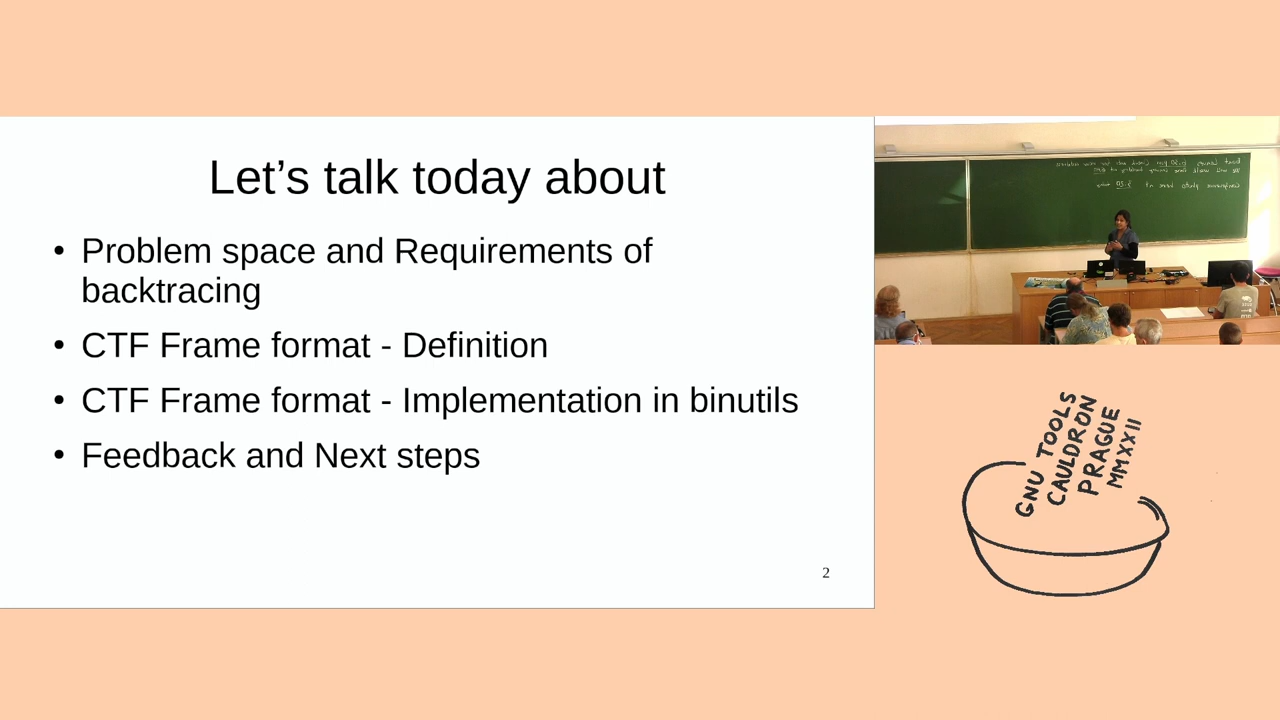 Let’s talk today about
• Problem space and Requirements of
backtracing
• CTF Frame format - Definition
• CTF Frame format - Implementation in binutils
• Feedback and Next steps
2
GNU TOOLS
CAULDRON
PRAGUE
MMXXII